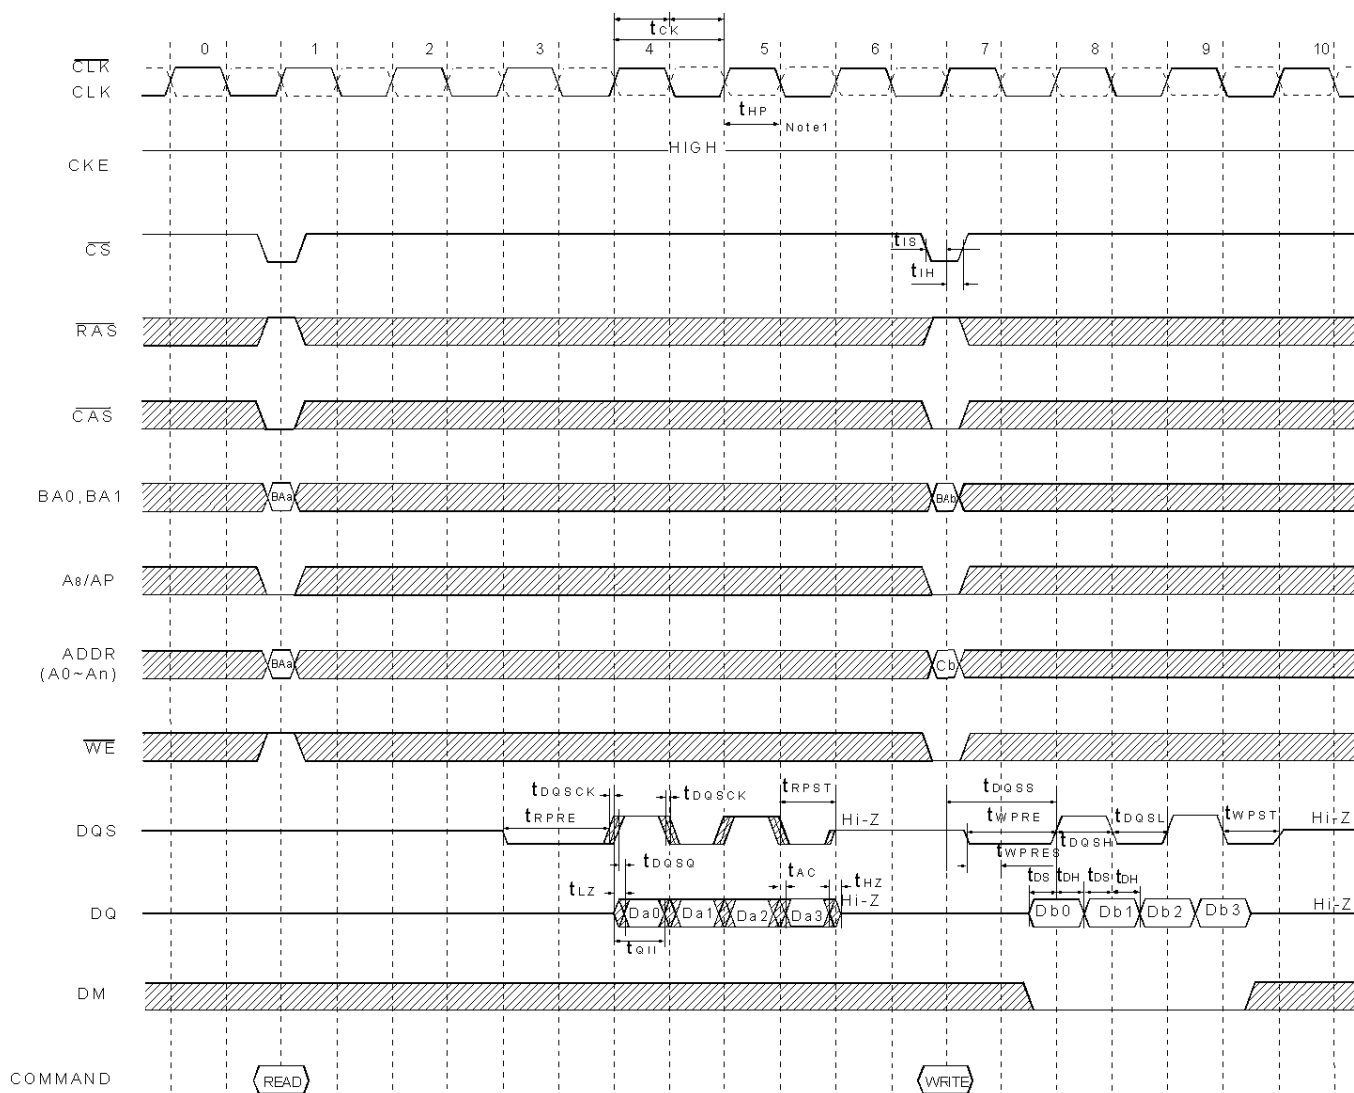 tCK
0 1 2 3 4 5 6 7 8 9 10
CLK
CLK
tHP
Note1
HIGH
CKE
CS
tIS
tIH
RAS
CAS
BA0,BA1
BAa
BAb
A8/AP
ADDR
(A0~An)
BAa
Cb
WE
tDQSCK
tDQSCK
tRPST
tDQSS
DQS
tRPRE
Hi-Z
tWPRE
tDQSL
tWPST
Hi-Z
tDQSH
tWPRES
tDQSQ
tLZ
tAC
tHZ
tDS tDH tDS tDH
DQ
Da0 Da1 Da2 Da3
Hi-Z
Db0 Db1 Db2 Db3
Hi-Z
tQII
DM
COMMAND
READ
WRITE